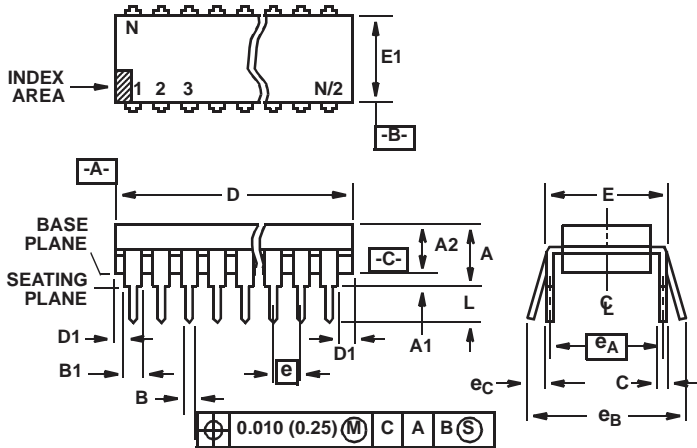 N
E1
INDEX
AREA
1 2 3 N/2
-B-
-A-
D
E
BASE
PLANE
A2
A
-C-
SEATING
PLANE
L
C
L
D1
A1
D1
eA
B1
e
eC
C
B
eB
0.010 (0.25) M C A B S